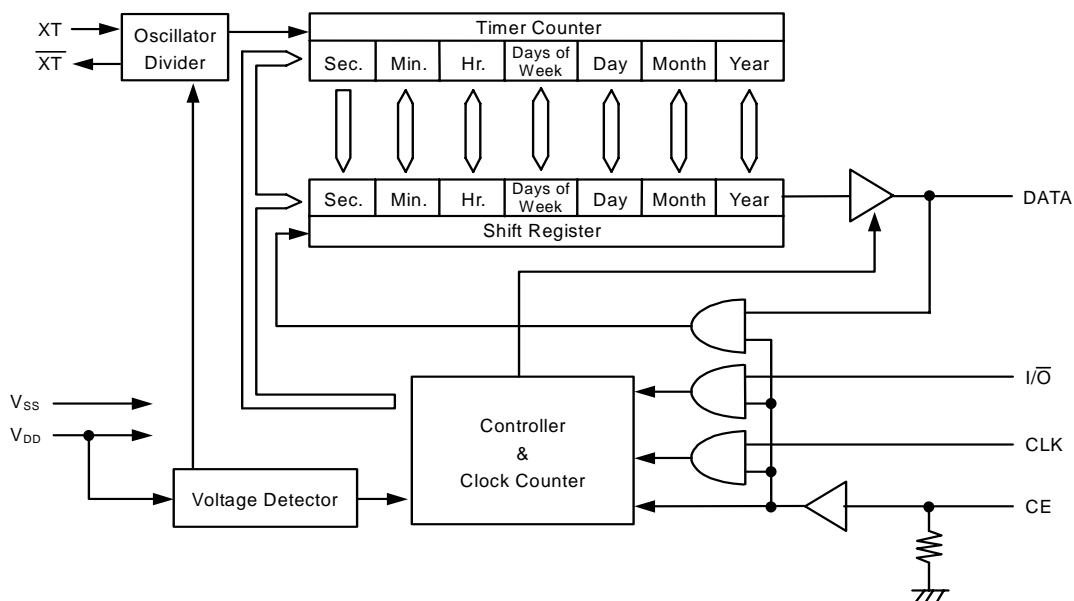 XT
X̅T̅
Oscillator
Divider
Timer Counter
Sec. Min. Hr. Days of Week Day Month Year
Sec. Min. Hr. Days of Week Day Month Year
Shift Register
DATA
I/O̅
CLK
CE
VSS
VDD
Voltage Detector
Controller
&
Clock Counter